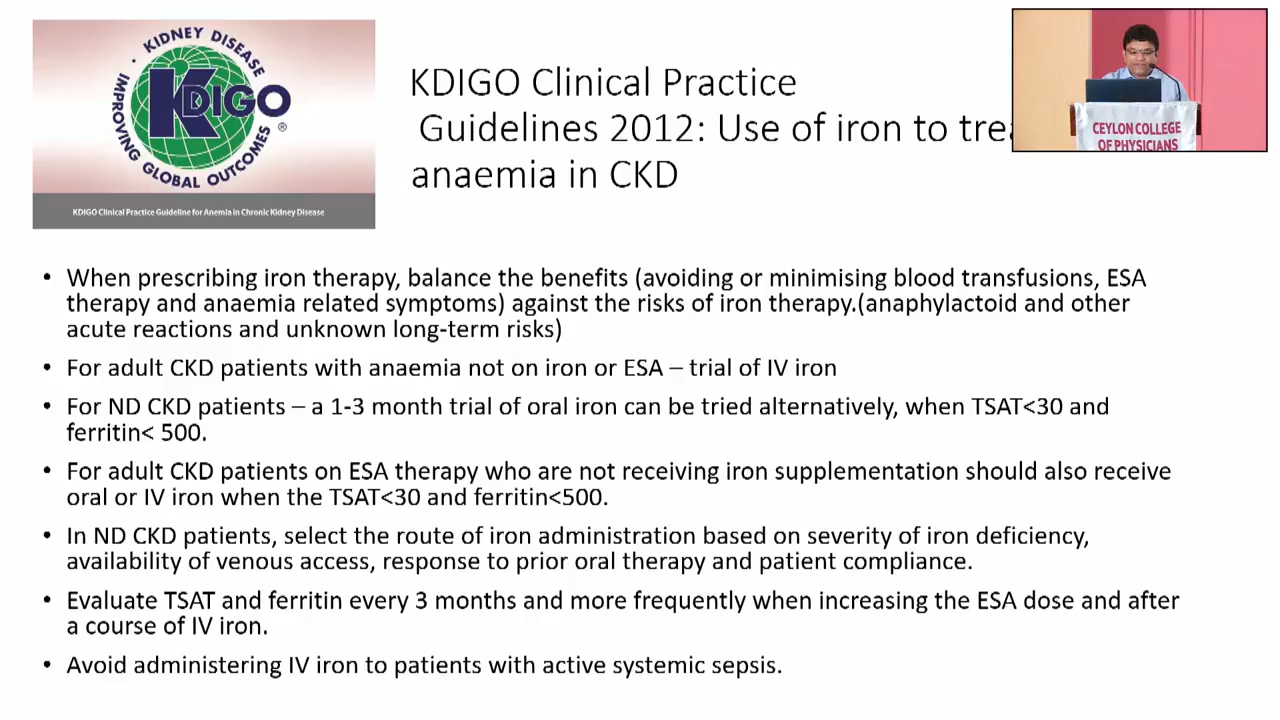 KIDNEY DISEASE
IMPROVING GLOBAL OUTCOMES
KDIGO
®
KDIGO Clinical Practice Guideline for Anemia in Chronic Kidney Disease
KDIGO Clinical Practice
Guidelines 2012: Use of iron to
anaemia in CKD
CEYLON COLLEGE
OF PHYSICIANS
• When prescribing iron therapy, balance the benefits (avoiding or minimising blood transfusions, ESA
therapy and anaemia related symptoms) against the risks of iron therapy.(anaphylactoid and other
acute reactions and unknown long-term risks)
• For adult CKD patients with anaemia not on iron or ESA – trial of IV iron
• For ND CKD patients – a 1-3 month trial of oral iron can be tried alternatively, when TSAT<30 and
ferritin< 500.
• For adult CKD patients on ESA therapy who are not receiving iron supplementation should also receive
oral or IV iron when the TSAT<30 and ferritin<500.
• In ND CKD patients, select the route of iron administration based on severity of iron deficiency,
availability of venous access, response to prior oral therapy and patient compliance.
• Evaluate TSAT and ferritin every 3 months and more frequently when increasing the ESA dose and after
a course of IV iron.
• Avoid administering IV iron to patients with active systemic sepsis.